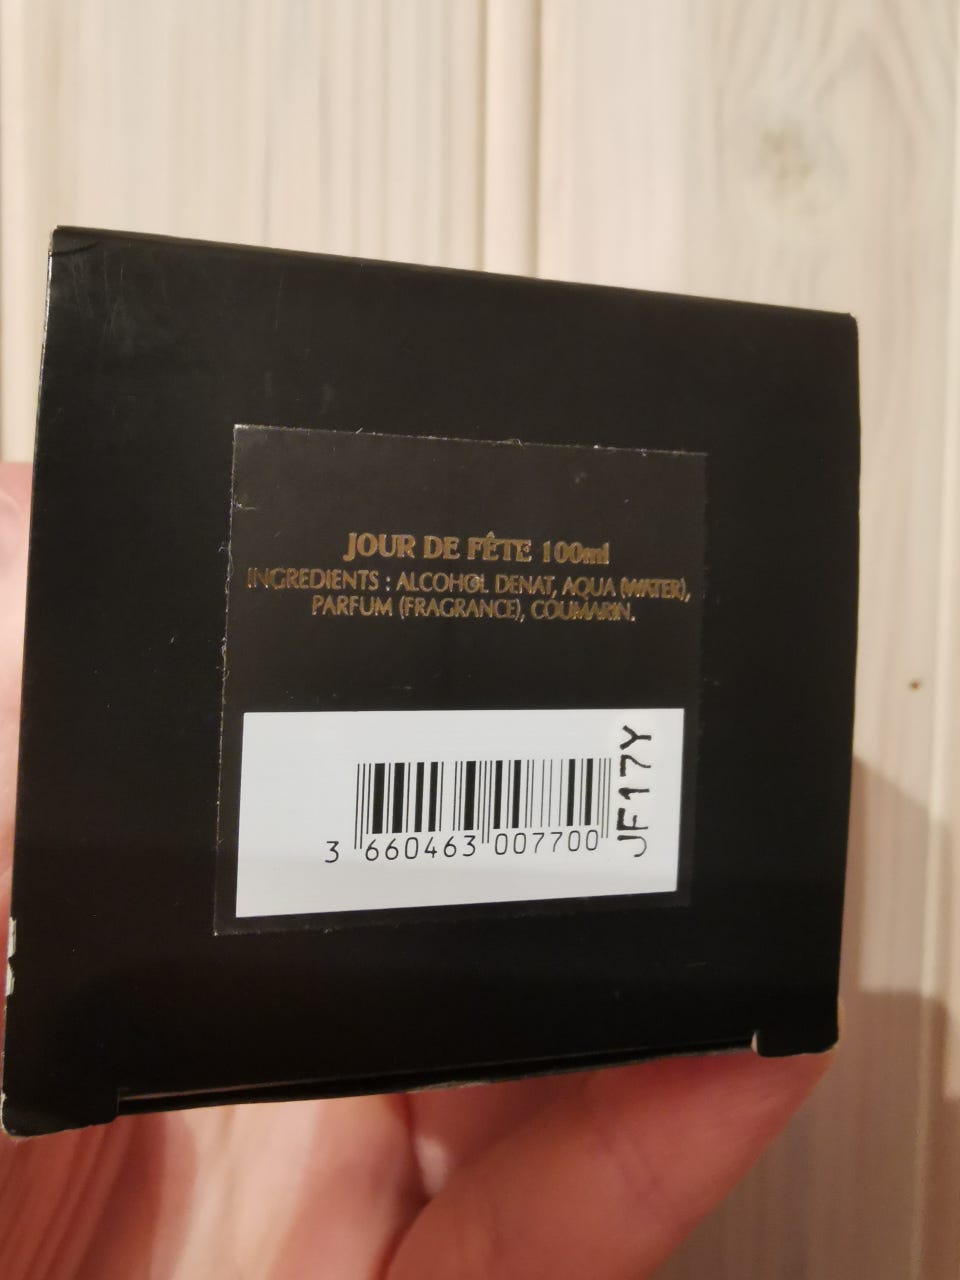 JOUR DE FÊTE 100ml
INGREDIENTS : ALCOHOL DENAT, AQUA (WATER),
PARFUM (FRAGRANCE), COUMARIN.
3 660463 007700
JF17Y